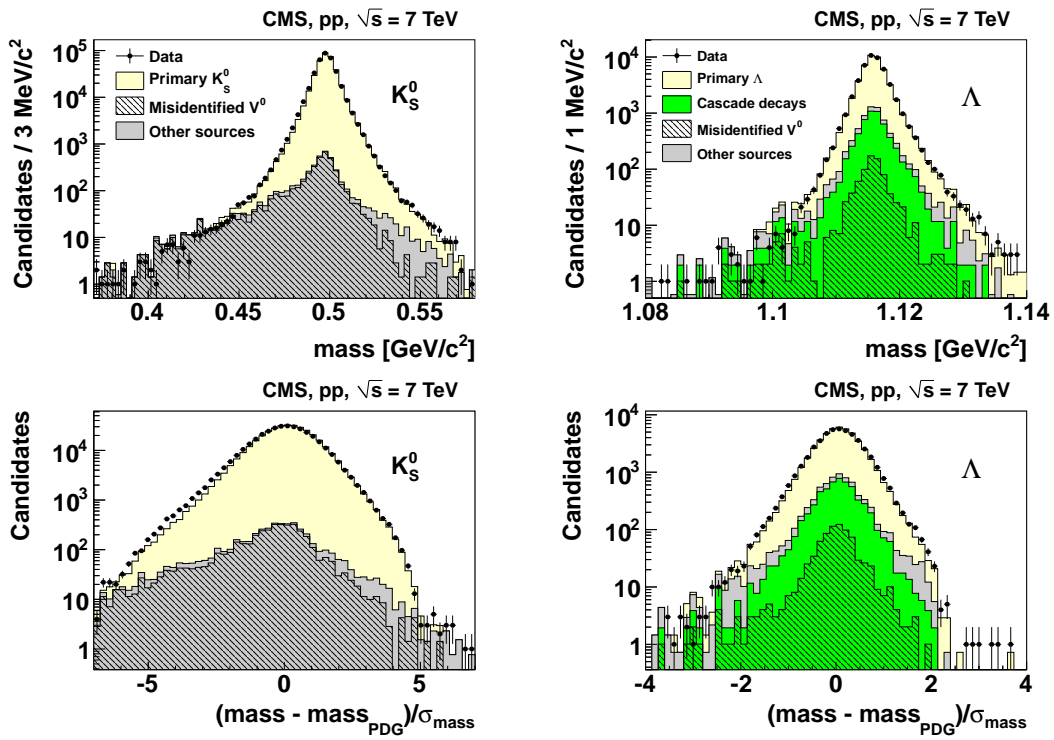 CMS, pp, √s = 7 TeV
Candidates / 3 MeV/c²
10⁵
10⁴
10³
10²
10
1
Data
Primary K⁰_S
Misidentified V⁰
Other sources
K⁰_S
0.4 0.45 0.5 0.55
mass [GeV/c²]
CMS, pp, √s = 7 TeV
Candidates / 1 MeV/c²
10⁴
10³
10²
10
1
Data
Primary Λ
Cascade decays
Misidentified V⁰
Other sources
Λ
1.08 1.1 1.12 1.14
mass [GeV/c²]
CMS, pp, √s = 7 TeV
Candidates
10⁴
10³
10²
10
1
K⁰_S
-5 0 5
(mass - mass_PDG)/σ_mass
CMS, pp, √s = 7 TeV
Candidates
10⁴
10³
10²
10
1
Λ
-4 -2 0 2 4
(mass - mass_PDG)/σ_mass